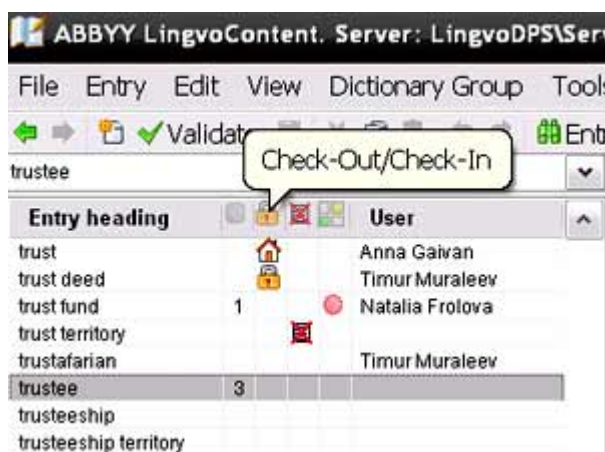 ABBYY LingvoContent. Server: LingvoDPS\Serv
File Entry Edit View Dictionary Group Tools
Validate Ent
Check-Out/Check-In
trustee
Entry heading User
trust Anna Gaivan
trust deed Timur Muraleev
trust fund 1 Natalia Frolova
trust territory
trustafarian Timur Muraleev
trustee 3
trusteeship
trusteeship territory